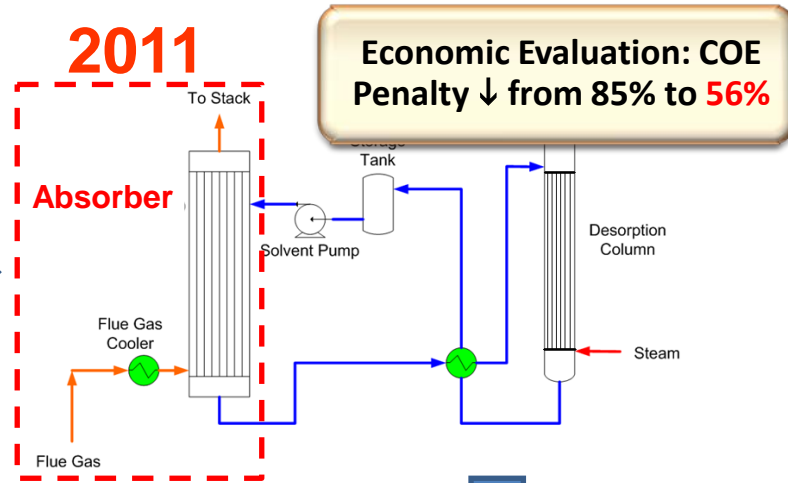 2011
Economic Evaluation: COE
Penalty ↓ from 85% to 56%
To Stack
Tank
Absorber
Solvent Pump
Desorption
Column
Flue Gas
Cooler
Steam
Flue Gas